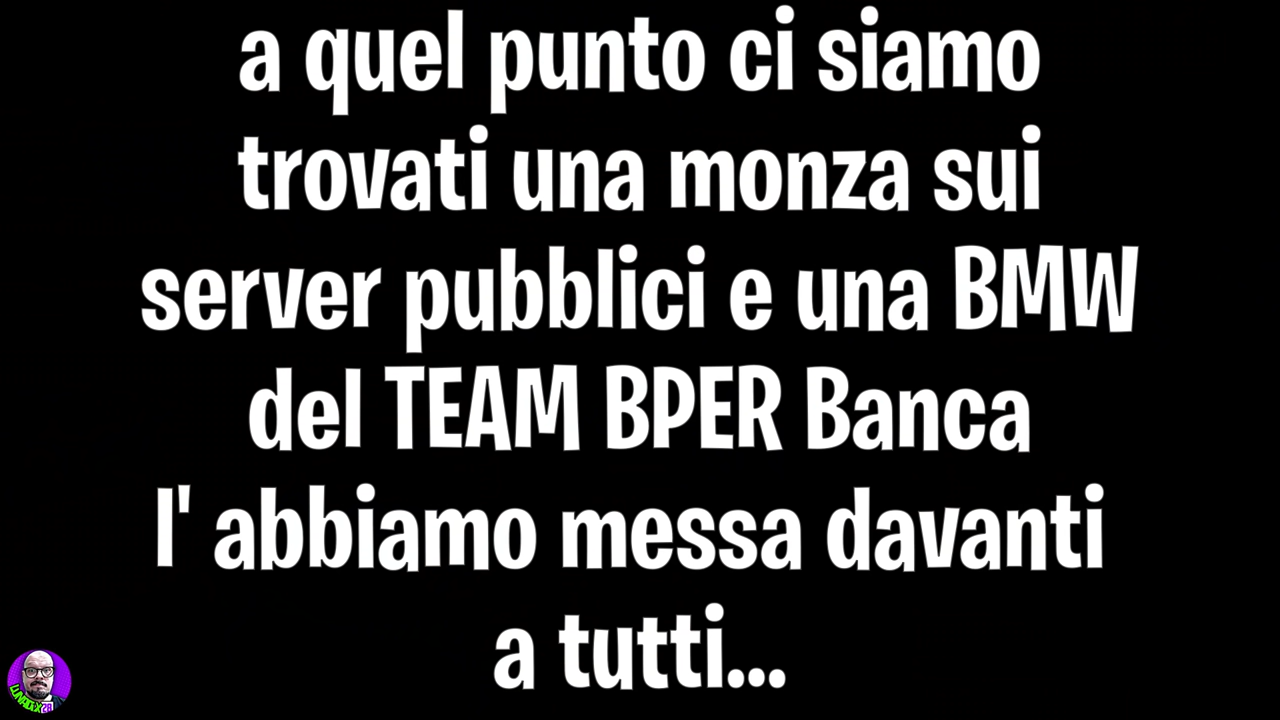 a quel punto ci siamo
trovati una monza sui
server pubblici e una BMW
del TEAM BPER Banca
l' abbiamo messa davanti
a tutti...